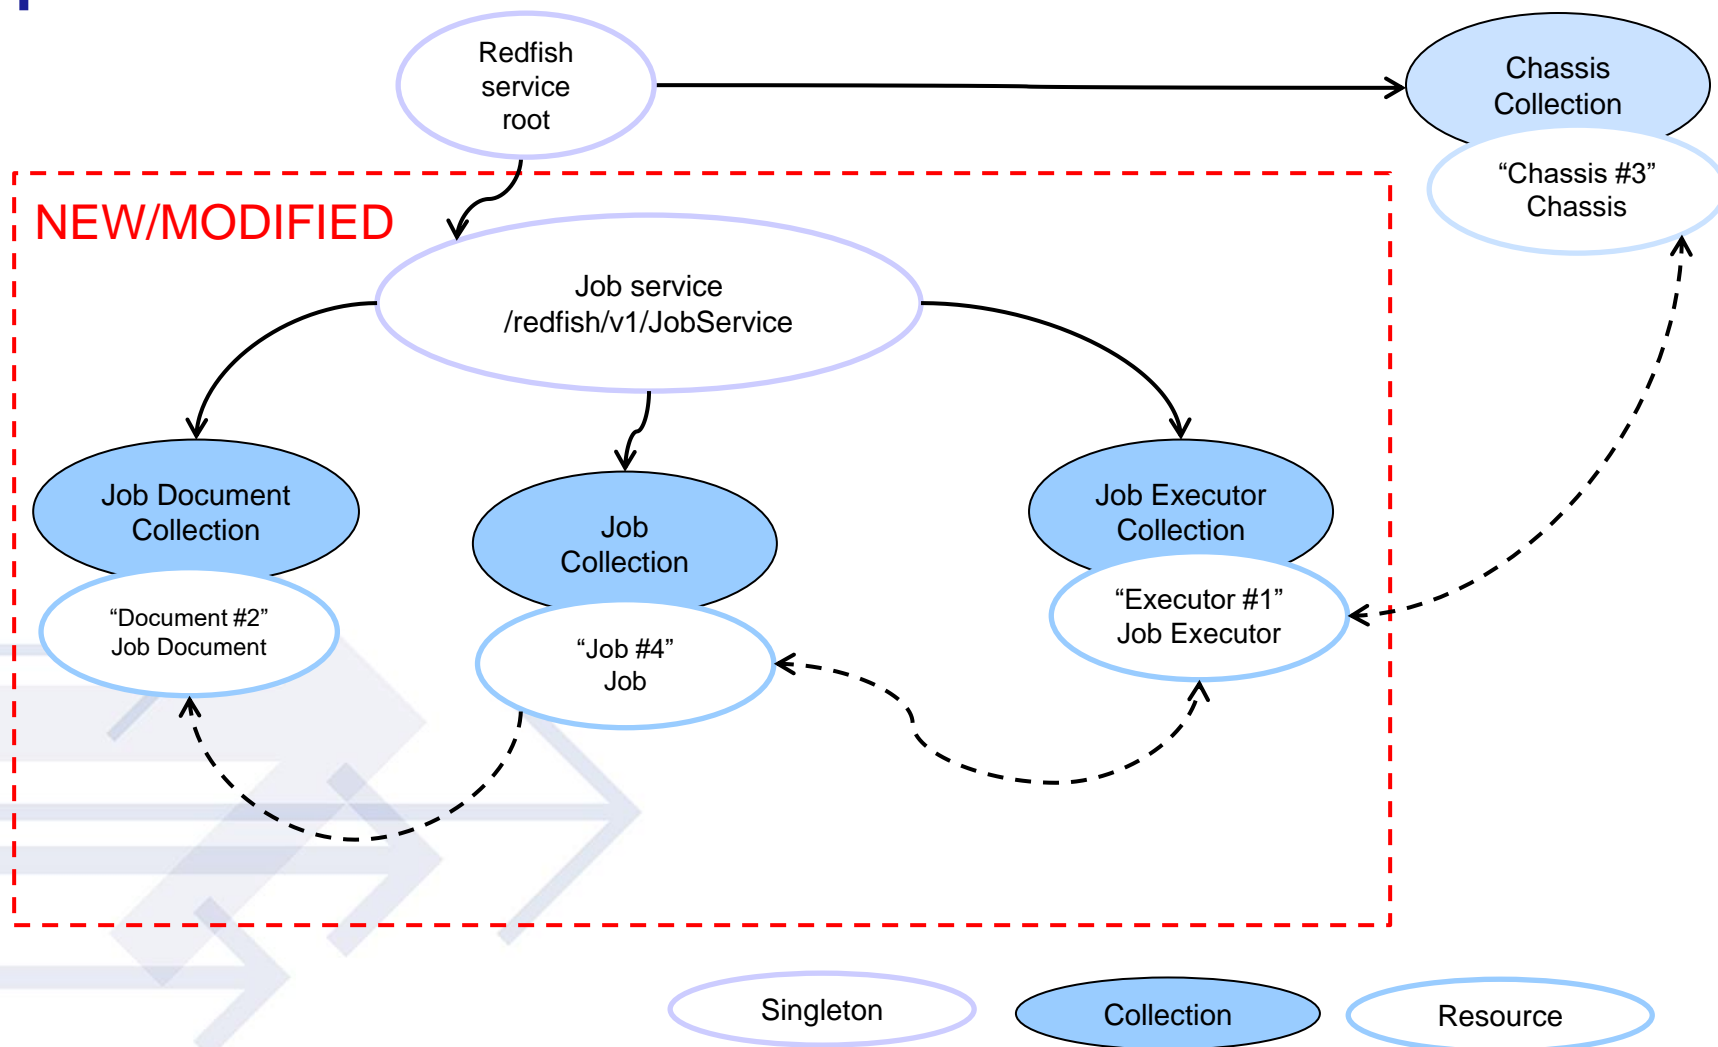 Redfish
service
root
Chassis
Collection
“Chassis #3”
Chassis
NEW/MODIFIED
Job service
/redfish/v1/JobService
Job Document
Collection
“Document #2”
Job Document
Job
Collection
“Job #4”
Job
Job Executor
Collection
“Executor #1”
Job Executor
Singleton
Collection
Resource